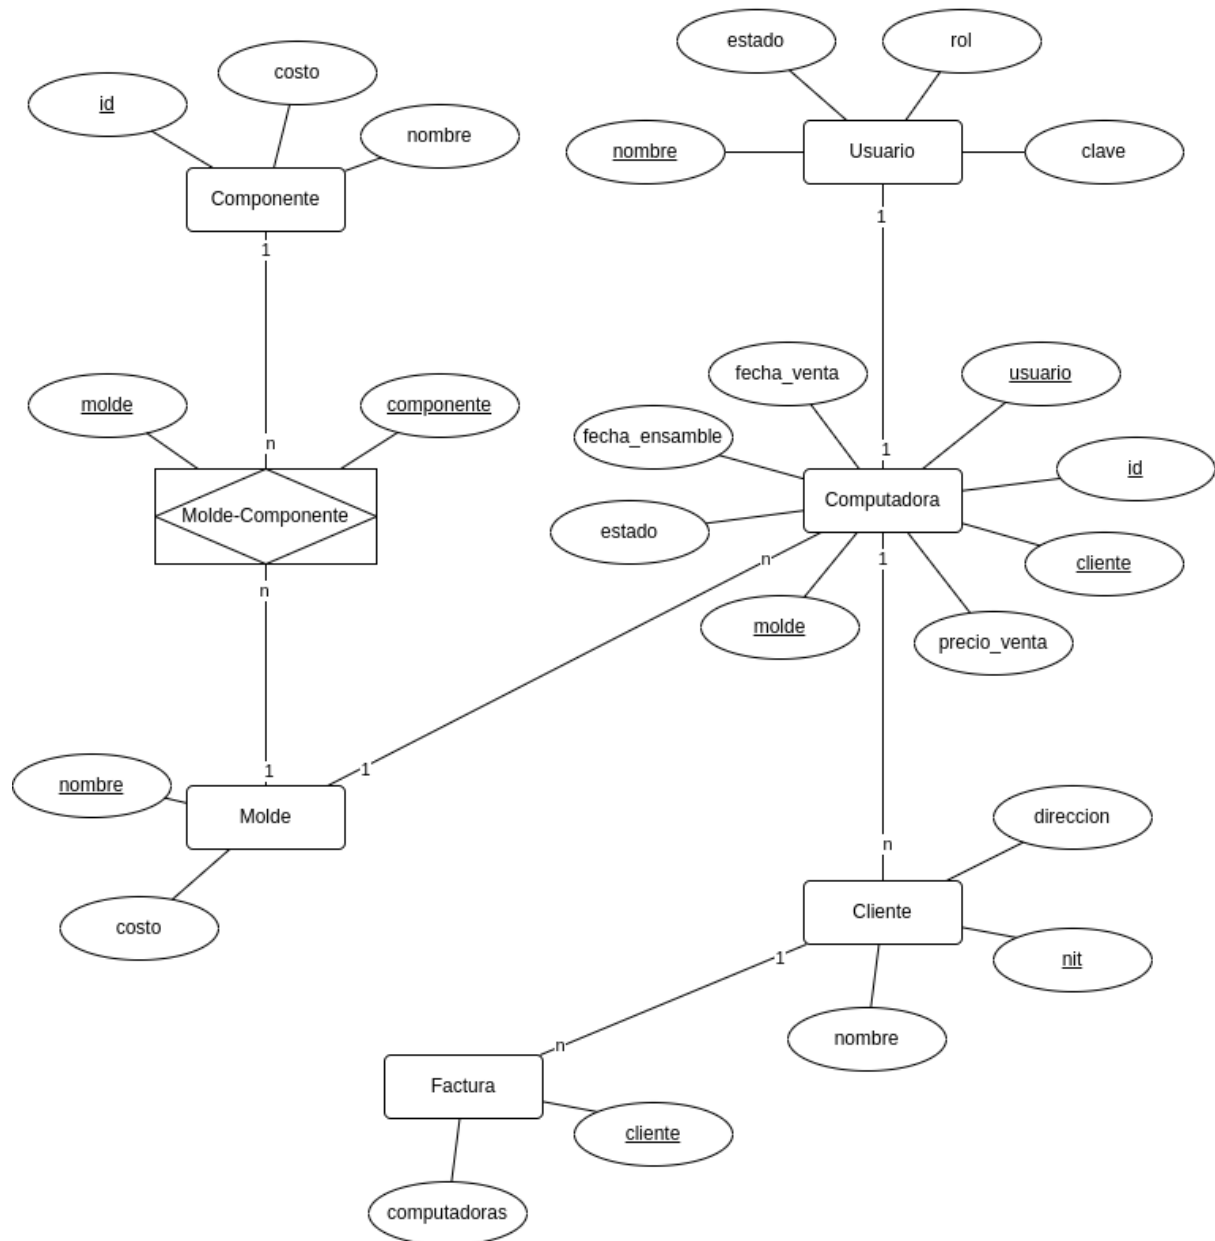 estado
rol
costo
id
nombre
nombre
Usuario
clave
Componente
1
1
fecha_venta
usuario
molde
componente
fecha_ensamble
n
1
id
Computadora
Molde-Componente
estado
n
1
cliente
n
molde
precio_venta
1
1
nombre
Molde
direccion
n
costo
Cliente
1
nit
nombre
n
Factura
cliente
computadoras